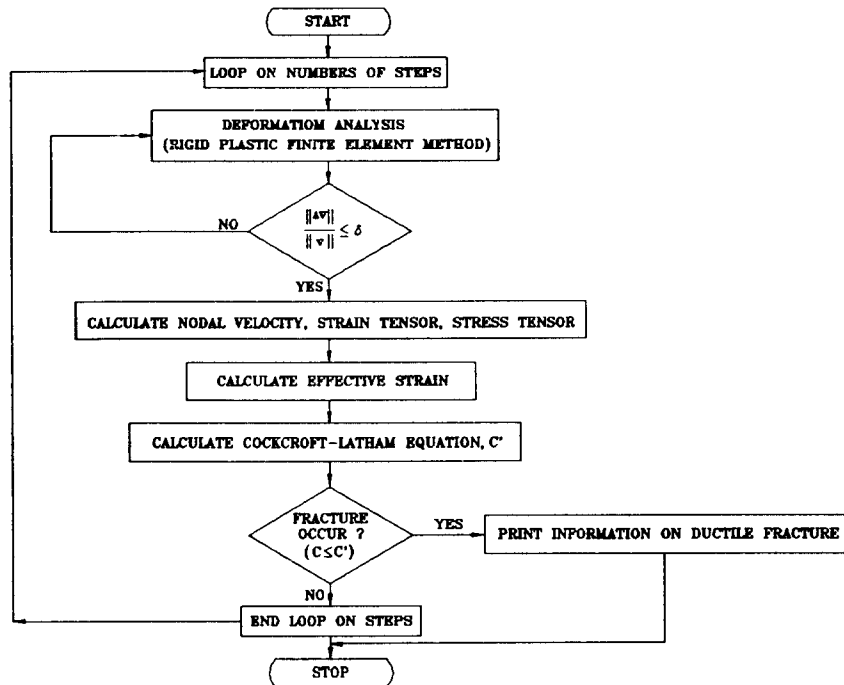 START
LOOP ON NUMBERS OF STEPS
DEFORMATIOM ANALYSIS
(RIGID PLASTIC FINITE ELEMENT METHOD)
NO
‖Δv‖
‖v‖ ≤ δ
YES
CALCULATE NODAL VELOCITY, STRAIN TENSOR, STRESS TENSOR
CALCULATE EFFECTIVE STRAIN
CALCULATE COCKCROFT-LATHAM EQUATION, C'
FRACTURE
OCCUR ?
(C≤C')
YES
PRINT INFORMATION ON DUCTILE FRACTURE
NO
END LOOP ON STEPS
STOP